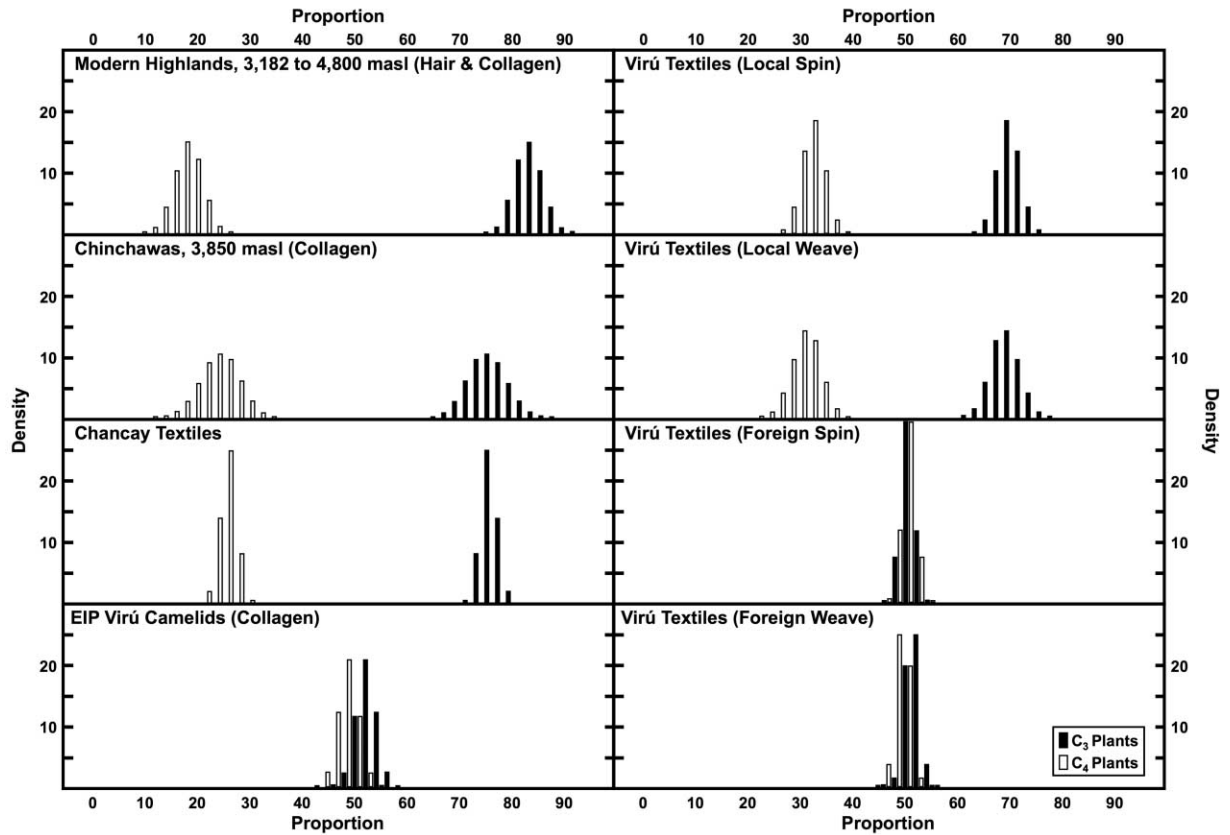 Proportion
Proportion
0 10 20 30 40 50 60 70 80 90
0 10 20 30 40 50 60 70 80 90
Modern Highlands, 3,182 to 4,800 masl (Hair & Collagen)
Virú Textiles (Local Spin)
20
20
10
10
Chinchawas, 3,850 masl (Collagen)
Virú Textiles (Local Weave)
20
20
10
10
Density
Density
Chancay Textiles
Virú Textiles (Foreign Spin)
20
20
10
10
EIP Virú Camelids (Collagen)
Virú Textiles (Foreign Weave)
20
20
10
10
C3 Plants
C4 Plants
0 10 20 30 40 50 60 70 80 90
0 10 20 30 40 50 60 70 80 90
Proportion
Proportion